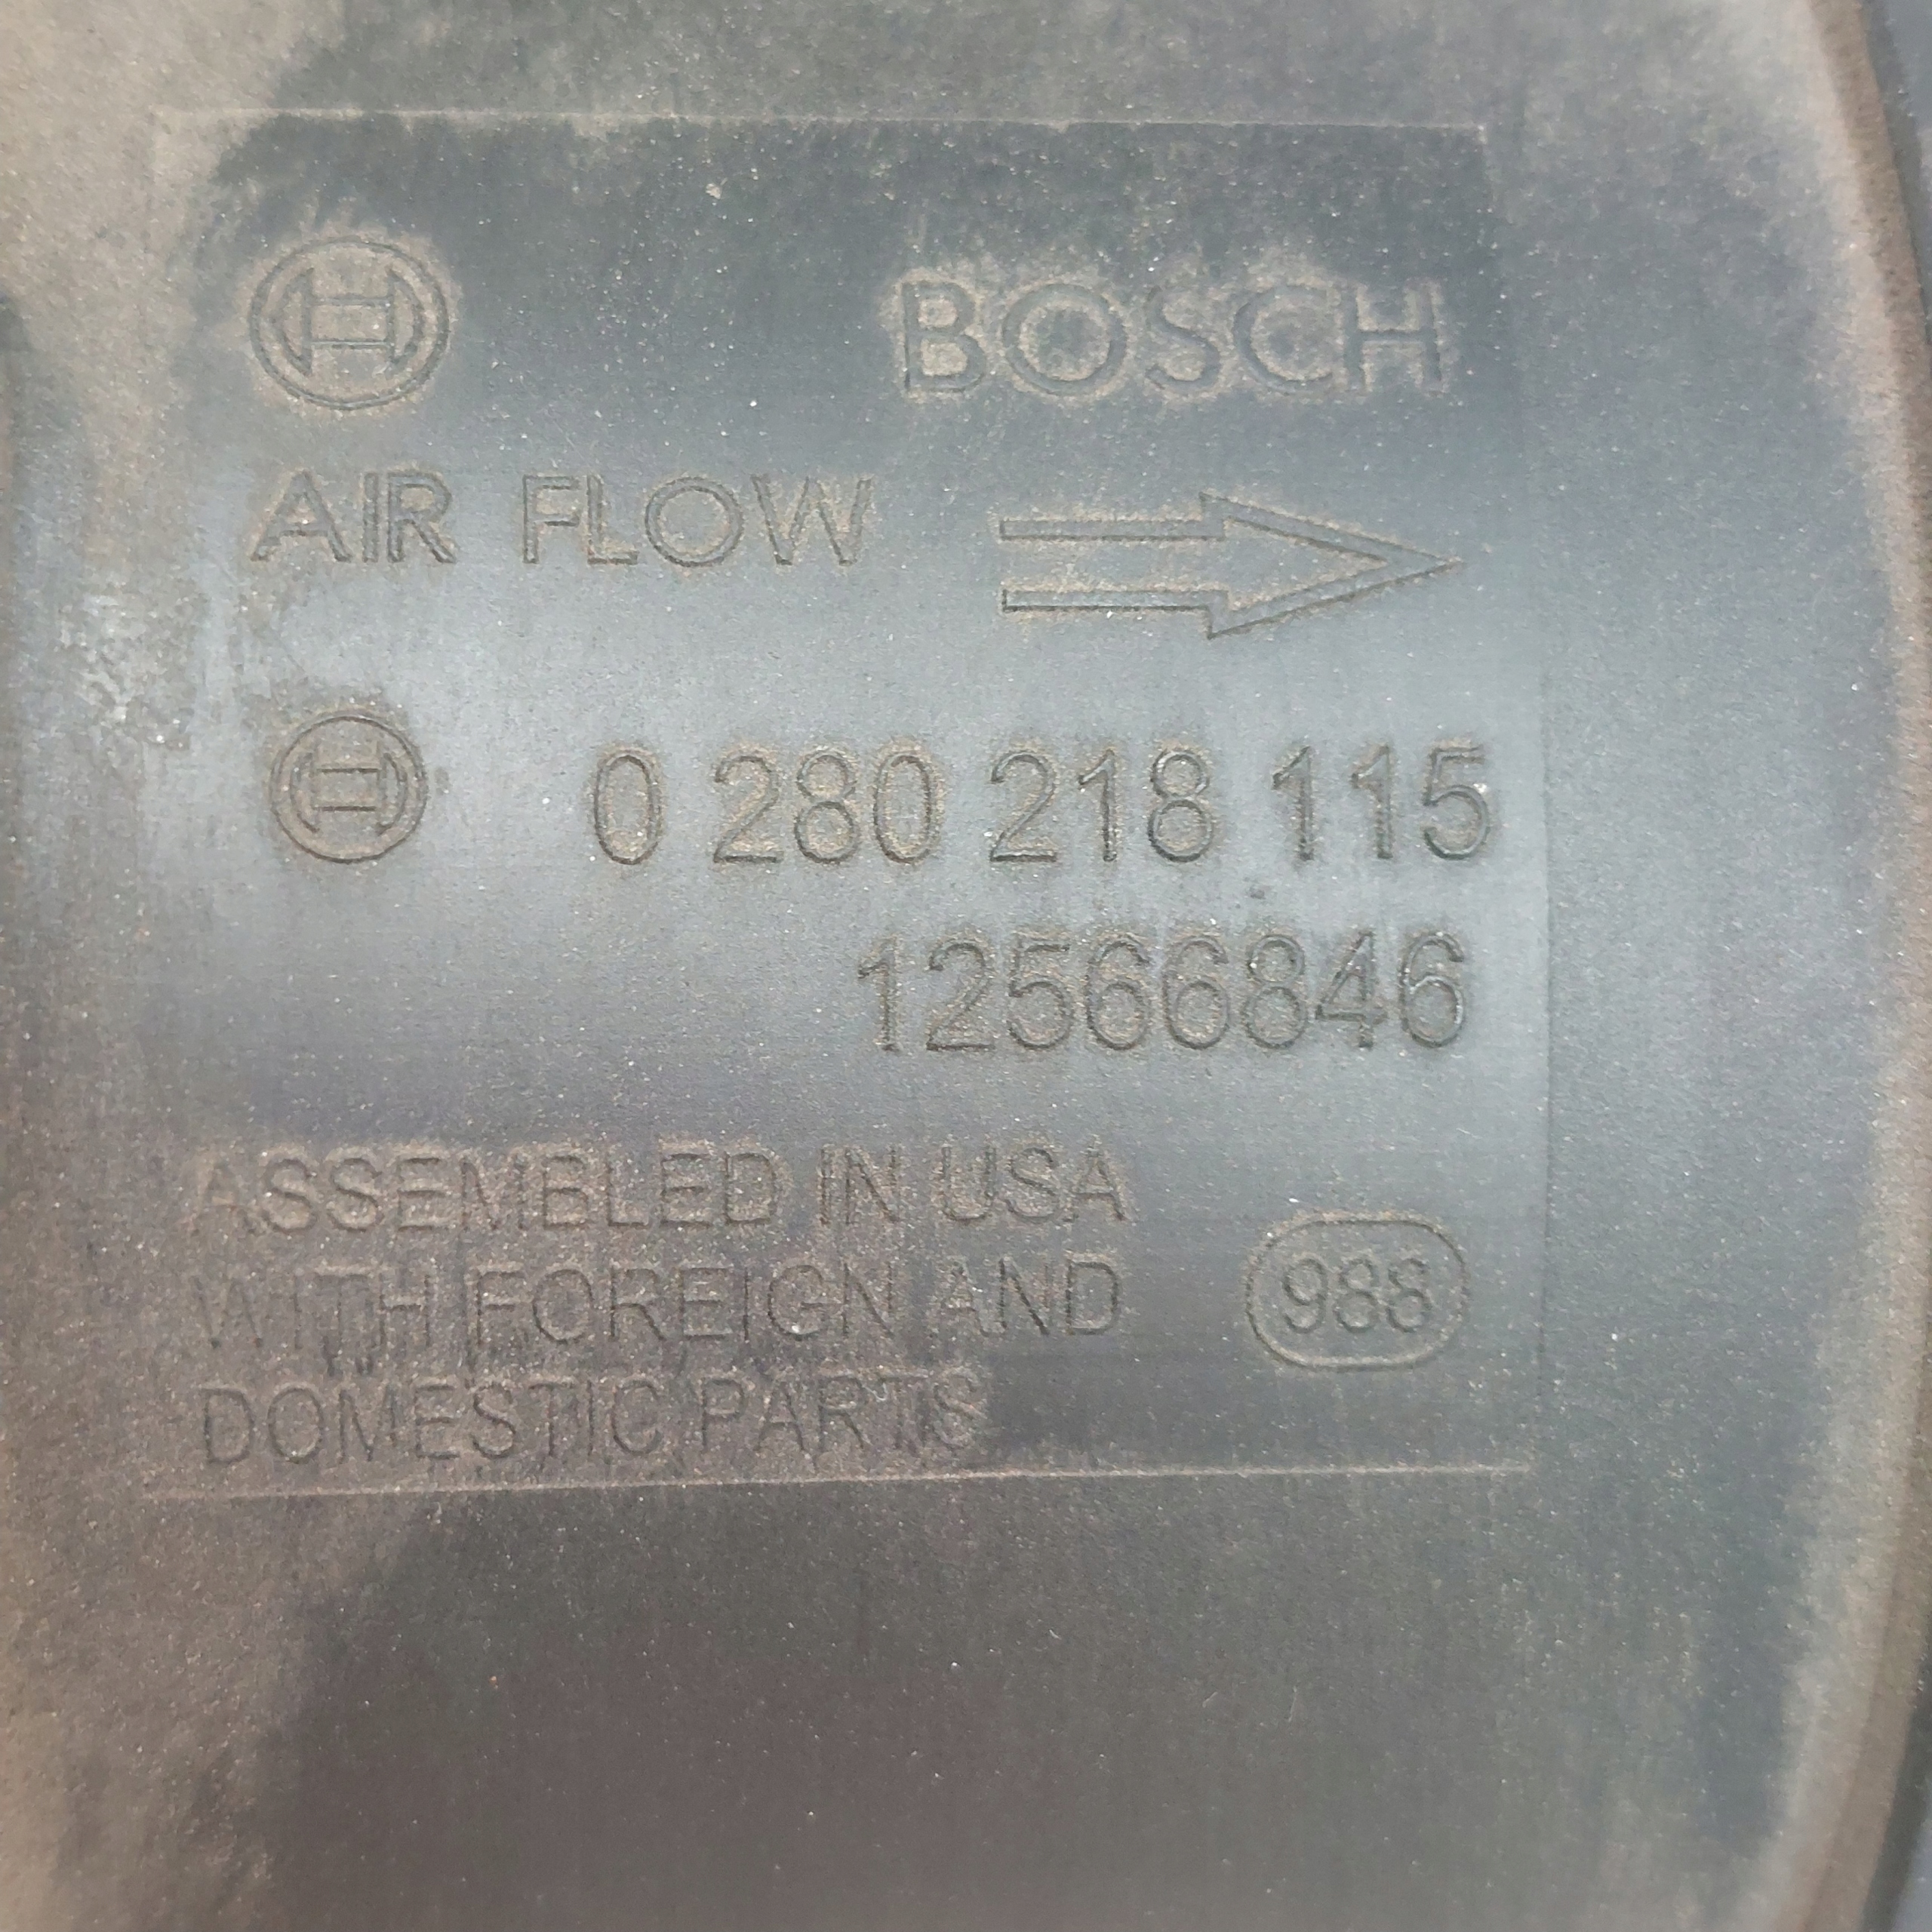 BOSCH
AIR FLOW
0 280 218 115
12566846
ASSEMBLED IN USA
WITH FOREIGN AND
DOMESTIC PARTS
988